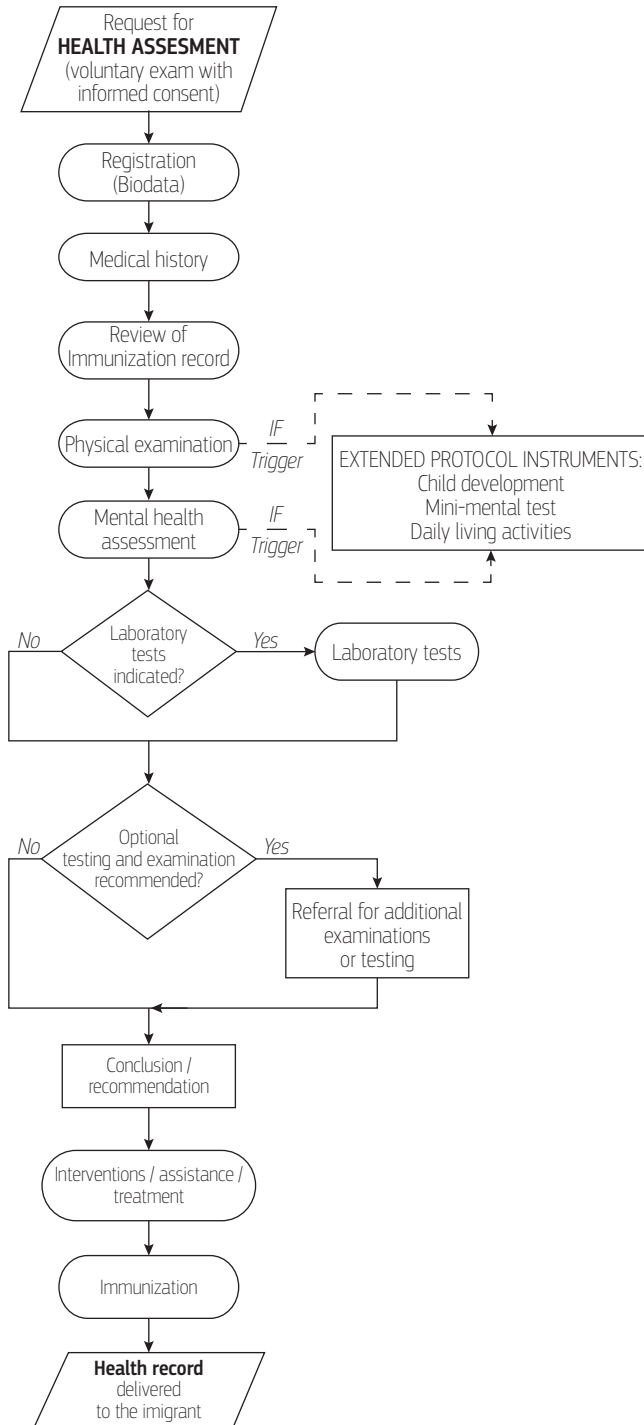 Request for
HEALTH ASSESMENT
(voluntary exam with
informed consent)
Registration
(Biodata)
Medical history
Review of
Immunization record
Physical examination
IF
Trigger
EXTENDED PROTOCOL INSTRUMENTS:
Child development
Mini-mental test
Daily living activities
Mental health
assessment
IF
Trigger
No
Laboratory
tests
indicated?
Yes
Laboratory tests
No
Optional
testing and examination
recommended?
Yes
Referral for additional
examinations
or testing
Conclusion /
recommendation
Interventions / assistance /
treatment
Immunization
Health record
delivered
to the imigrant